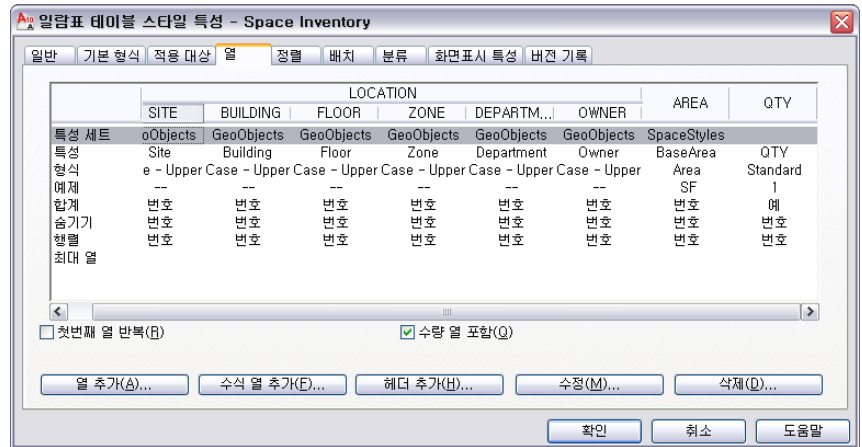 일람표 테이블 스타일 특성 - Space Inventory
일반 기본 형식 적용 대상 열 정렬 배치 분류 화면표시 특성 버전 기록
LOCATION
SITE BUILDING FLOOR ZONE DEPARTM... OWNER AREA QTY
특성 세트 oObjects GeoObjects GeoObjects GeoObjects GeoObjects GeoObjects SpaceStyles
특성 Site Building Floor Zone Department Owner BaseArea QTY
형식 e - Upper Case - Upper Case - Upper Case - Upper Case - Upper Case - Upper Area Standard
예제 -- -- -- -- -- -- SF 1
합계 번호 번호 번호 번호 번호 번호 번호 예
숨기기 번호 번호 번호 번호 번호 번호 번호 번호
행렬 번호 번호 번호 번호 번호 번호 번호 번호
최대 열
첫번째 열 반복(R) 수량 열 포함(Q)
열 추가(A)... 수식 열 추가(F)... 헤더 추가(H)... 수정(M)... 삭제(D)...
확인 취소 도움말